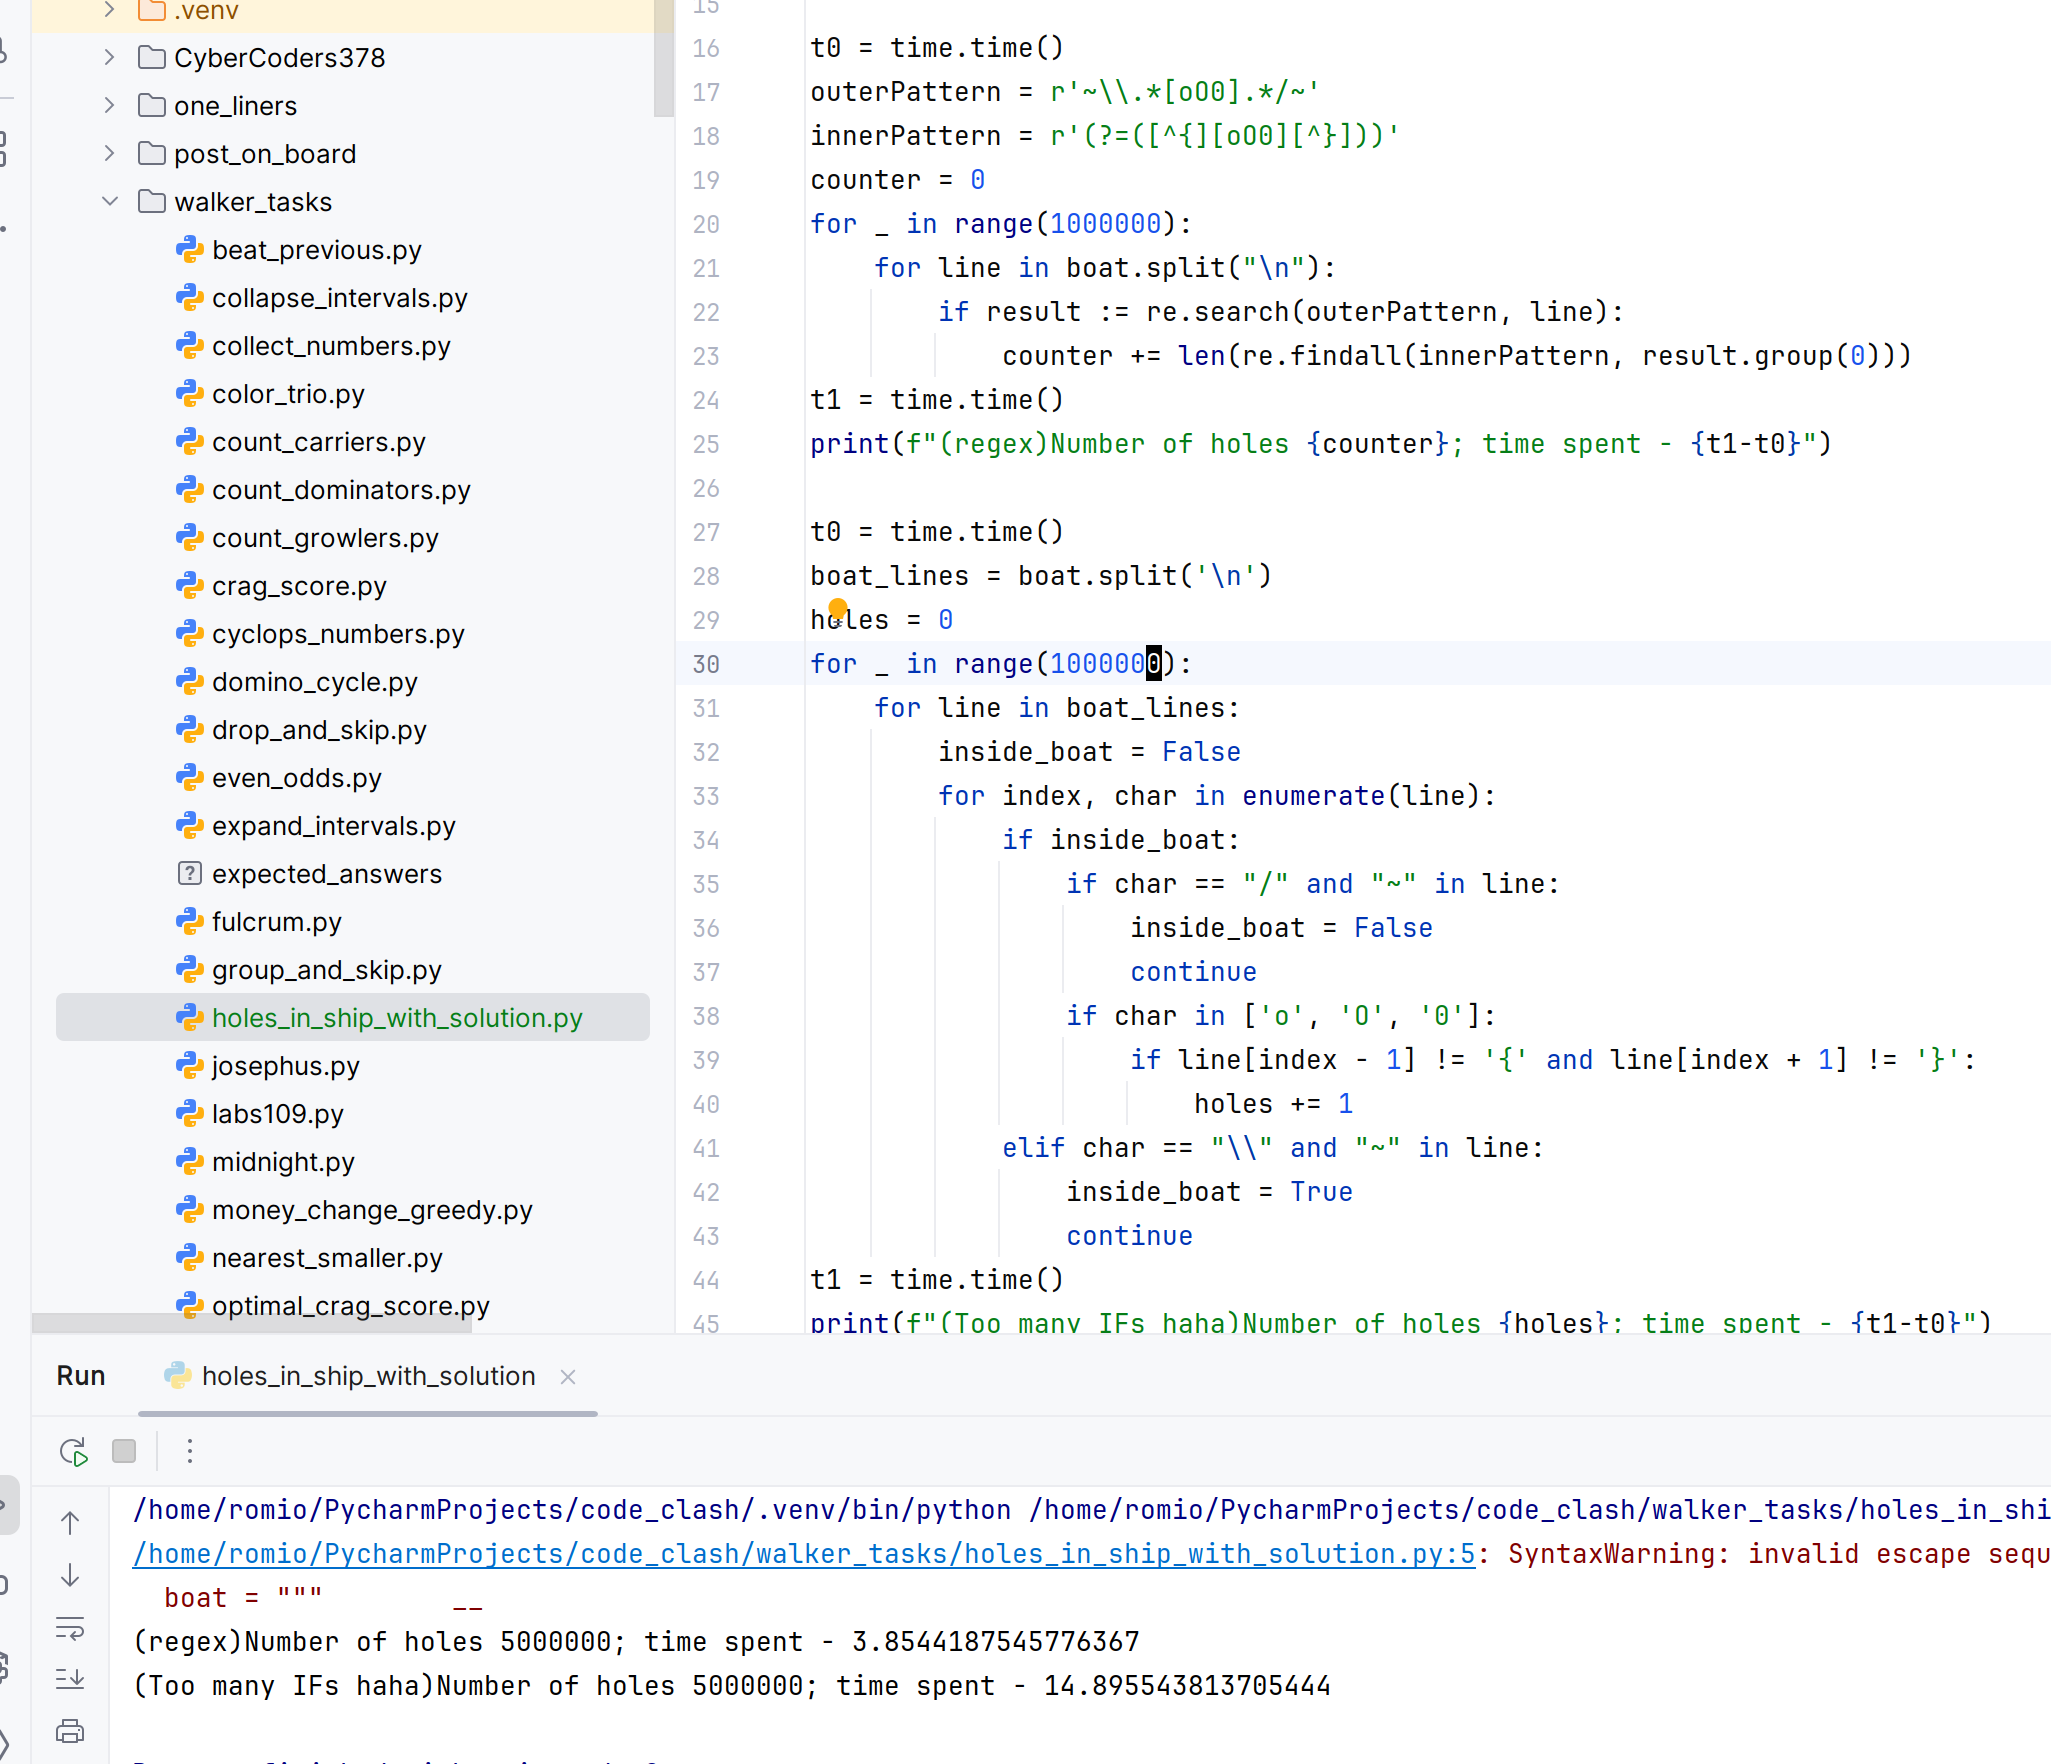 .venv
CyberCoders378
one_liners
post_on_board
walker_tasks
beat_previous.py
collapse_intervals.py
collect_numbers.py
color_trio.py
count_carriers.py
count_dominators.py
count_growlers.py
crag_score.py
cyclops_numbers.py
domino_cycle.py
drop_and_skip.py
even_odds.py
expand_intervals.py
expected_answers
fulcrum.py
group_and_skip.py
holes_in_ship_with_solution.py
josephus.py
labs109.py
midnight.py
money_change_greedy.py
nearest_smaller.py
optimal_crag_score.py
15
16 t0 = time.time()
17 outerPattern = r'~\\.*[oO0].*/~'
18 innerPattern = r'(?=([^{][oO0][^}]))'
19 counter = 0
20 for _ in range(1000000):
21     for line in boat.split("\n"):
22         if result := re.search(outerPattern, line):
23             counter += len(re.findall(innerPattern, result.group(0)))
24 t1 = time.time()
25 print(f"(regex)Number of holes {counter}; time spent - {t1-t0}")
26
27 t0 = time.time()
28 boat_lines = boat.split('\n')
29 holes = 0
30 for _ in range(1000000):
31     for line in boat_lines:
32         inside_boat = False
33         for index, char in enumerate(line):
34             if inside_boat:
35                 if char == "/" and "~" in line:
36                     inside_boat = False
37                     continue
38                 if char in ['o', 'O', '0']:
39                     if line[index - 1] != '{' and line[index + 1] != '}':
40                         holes += 1
41             elif char == "\\" and "~" in line:
42                 inside_boat = True
43                 continue
44 t1 = time.time()
45 print(f"(Too many IFs haha)Number of holes {holes}; time spent - {t1-t0}")
Run holes_in_ship_with_solution
/home/romio/PycharmProjects/code_clash/.venv/bin/python /home/romio/PycharmProjects/code_clash/walker_tasks/holes_in_shi
/home/romio/PycharmProjects/code_clash/walker_tasks/holes_in_ship_with_solution.py:5: SyntaxWarning: invalid escape sequ
  boat = """        __
(regex)Number of holes 5000000; time spent - 3.8544187545776367
(Too many IFs haha)Number of holes 5000000; time spent - 14.895543813705444